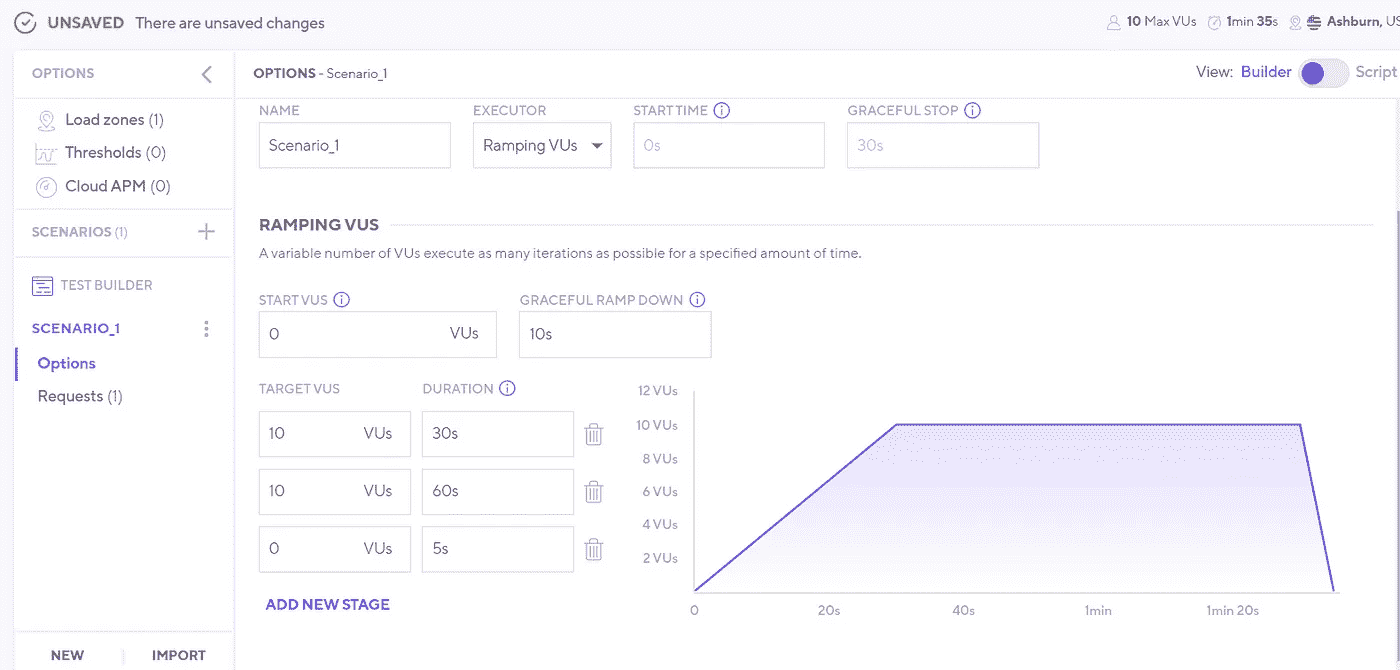 UNSAVED There are unsaved changes
10 Max VUs 1min 35s Ashburn, US
OPTIONS
Load zones (1)
Thresholds (0)
Cloud APM (0)
SCENARIOS (1)
TEST BUILDER
SCENARIO_1
Options
Requests (1)
NEW IMPORT
OPTIONS - Scenario_1
View: Builder Script
NAME EXECUTOR START TIME GRACEFUL STOP
Scenario_1 Ramping VUs 0s 30s
RAMPING VUS
A variable number of VUs execute as many iterations as possible for a specified amount of time.
START VUS GRACEFUL RAMP DOWN
0 VUs 10s
TARGET VUS DURATION
10 VUs 30s
10 VUs 60s
0 VUs 5s
ADD NEW STAGE
12 VUs
10 VUs
8 VUs
6 VUs
4 VUs
2 VUs
0 20s 40s 1min 1min 20s